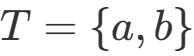 T = {a, b}